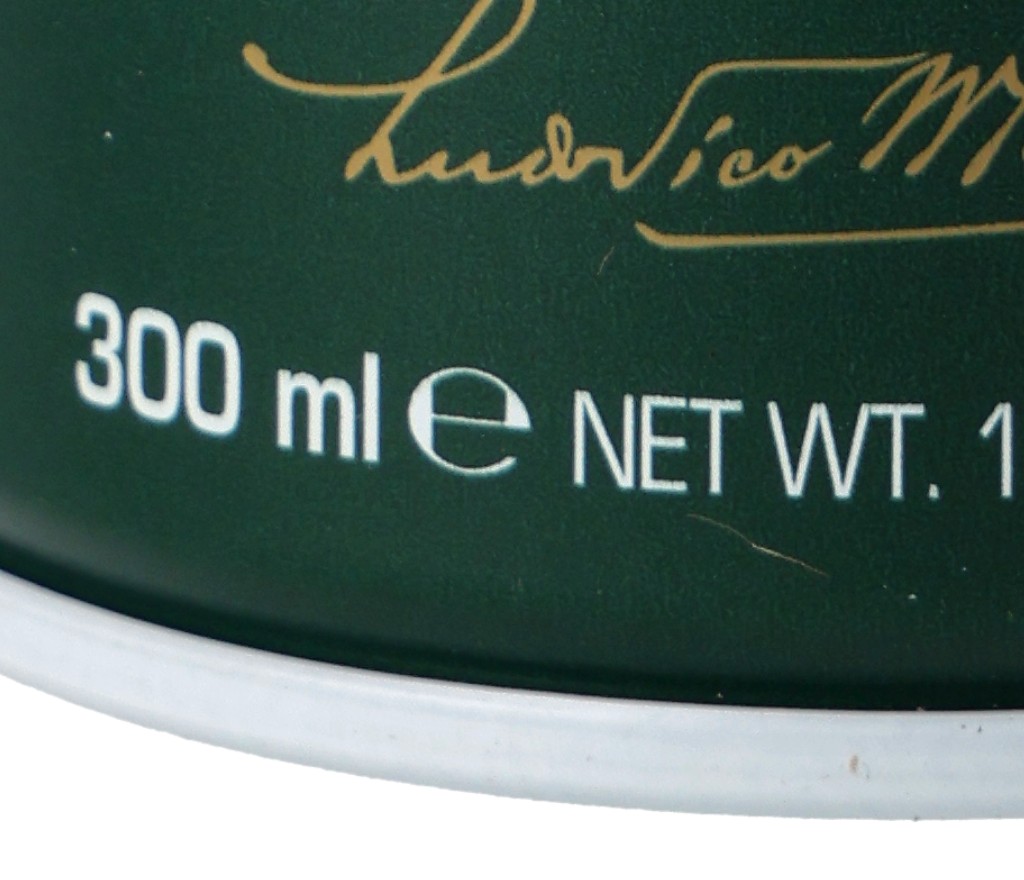 Ludovico M
300 ml ℮ NET WT. 1